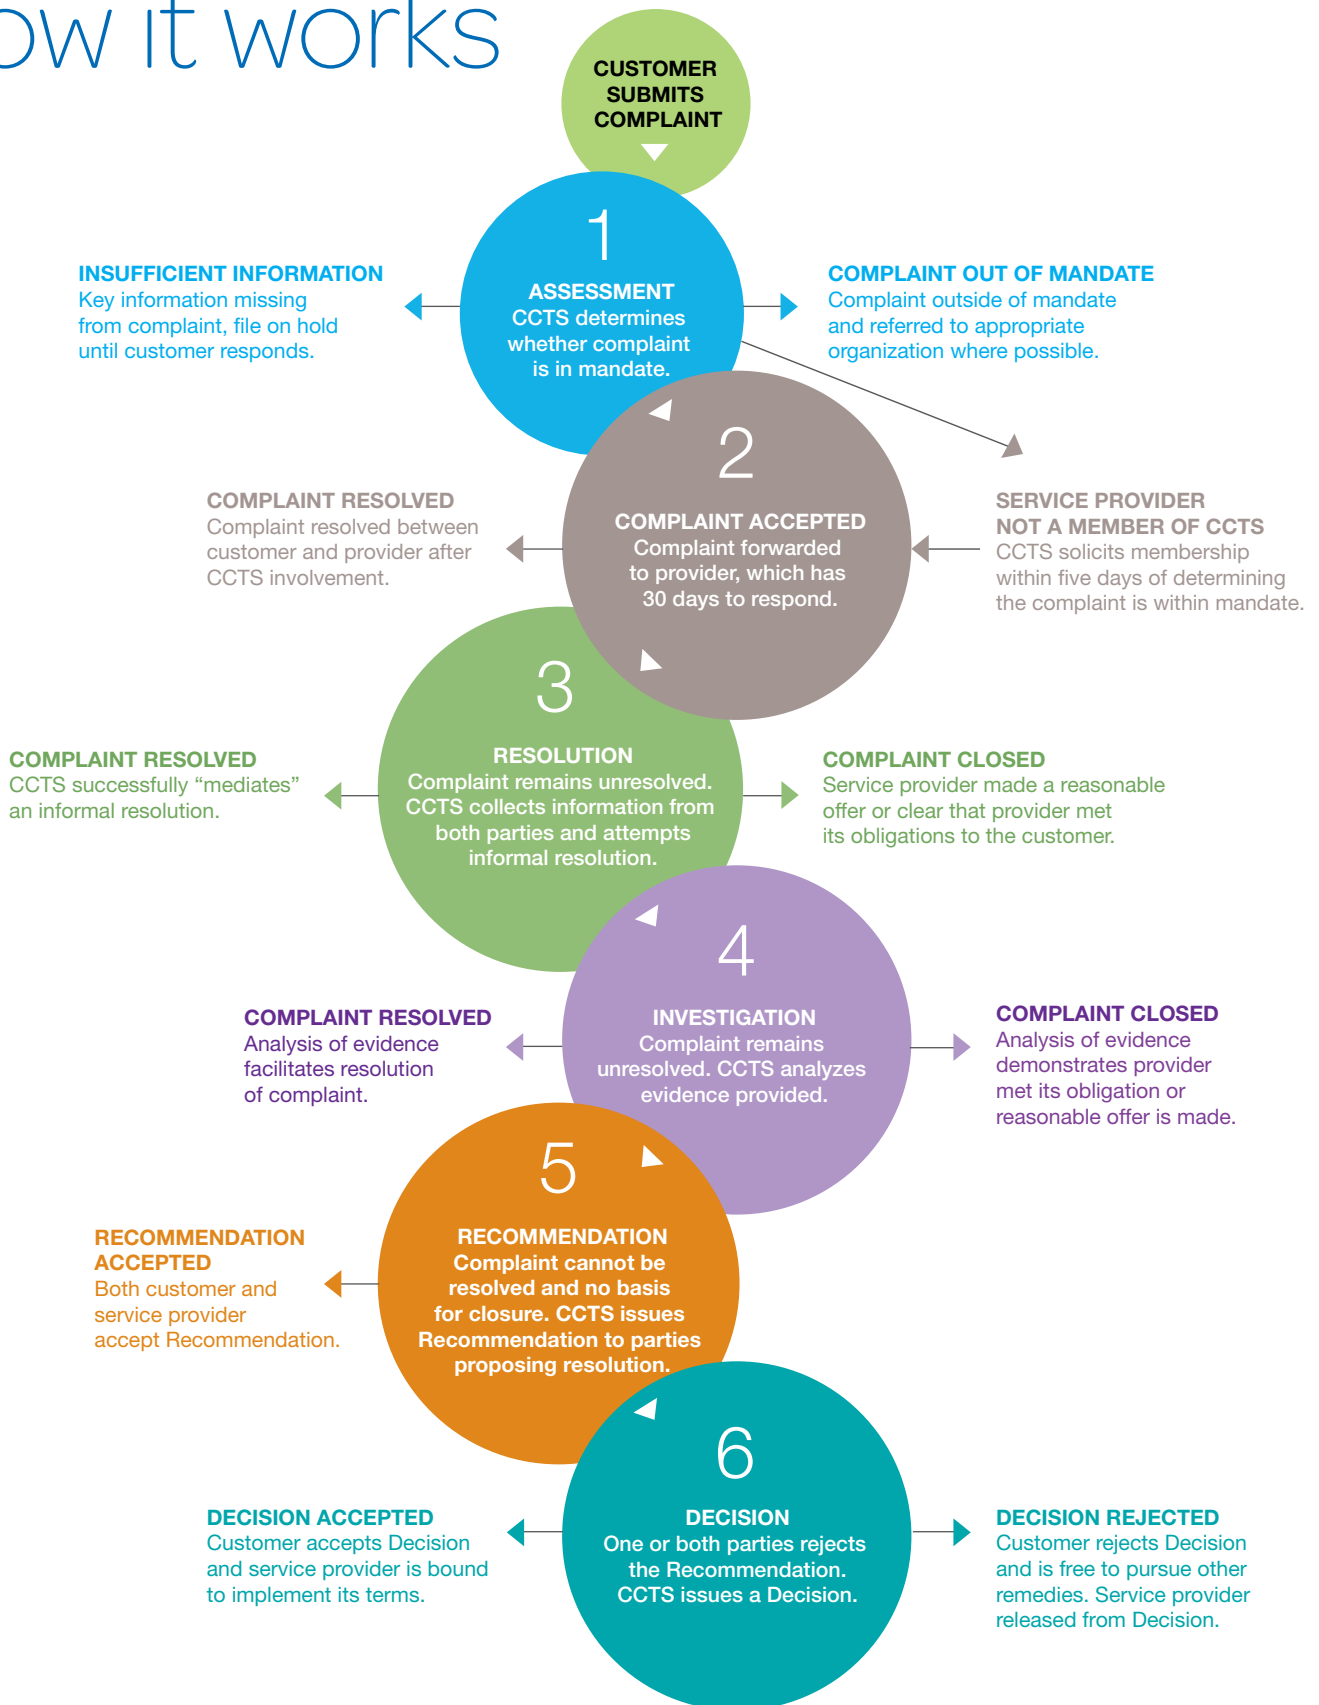 ow it works
CUSTOMER
SUBMITS
COMPLAINT
1
ASSESSMENT
CCTS determines
whether complaint
is in mandate.
INSUFFICIENT INFORMATION
Key information missing
from complaint, file on hold
until customer responds.
COMPLAINT OUT OF MANDATE
Complaint outside of mandate
and referred to appropriate
organization where possible.
2
COMPLAINT ACCEPTED
Complaint forwarded
to provider, which has
30 days to respond.
COMPLAINT RESOLVED
Complaint resolved between
customer and provider after
CCTS involvement.
SERVICE PROVIDER
NOT A MEMBER OF CCTS
CCTS solicits membership
within five days of determining
the complaint is within mandate.
3
RESOLUTION
Complaint remains unresolved.
CCTS collects information from
both parties and attempts
informal resolution.
COMPLAINT RESOLVED
CCTS successfully “mediates”
an informal resolution.
COMPLAINT CLOSED
Service provider made a reasonable
offer or clear that provider met
its obligations to the customer.
4
INVESTIGATION
Complaint remains
unresolved. CCTS analyzes
evidence provided.
COMPLAINT RESOLVED
Analysis of evidence
facilitates resolution
of complaint.
COMPLAINT CLOSED
Analysis of evidence
demonstrates provider
met its obligation or
reasonable offer is made.
5
RECOMMENDATION
Complaint cannot be
resolved and no basis
for closure. CCTS issues
Recommendation to parties
proposing resolution.
RECOMMENDATION
ACCEPTED
Both customer and
service provider
accept Recommendation.
6
DECISION
One or both parties rejects
the Recommendation.
CCTS issues a Decision.
DECISION ACCEPTED
Customer accepts Decision
and service provider is bound
to implement its terms.
DECISION REJECTED
Customer rejects Decision
and is free to pursue other
remedies. Service provider
released from Decision.